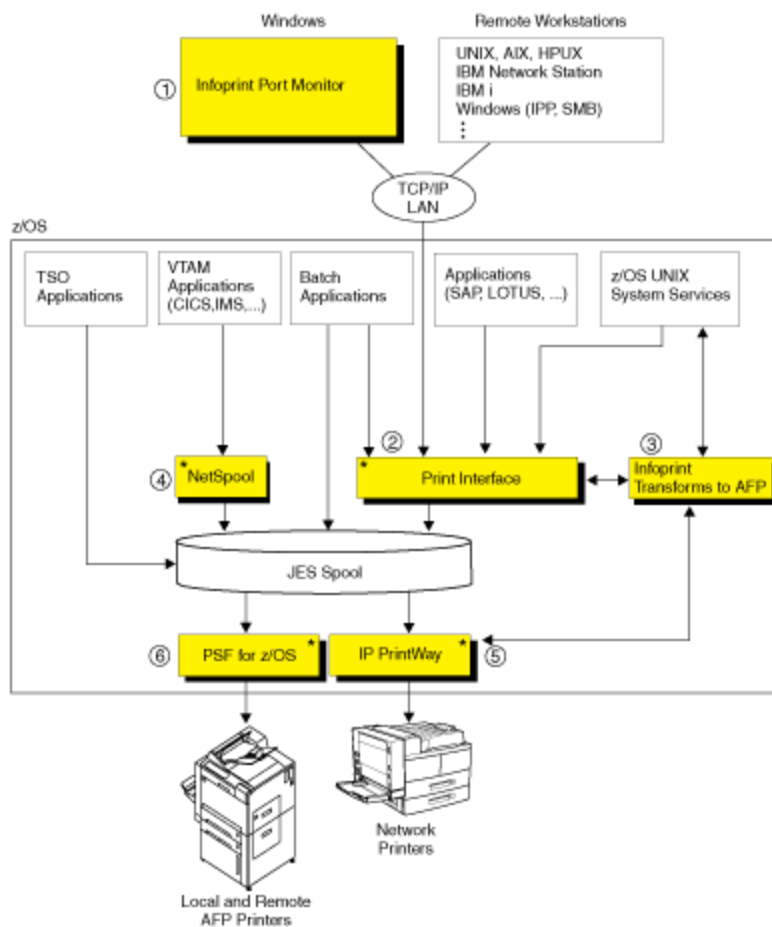 Windows
Remote Workstations
① Infoprint Port Monitor
UNIX, AIX, HPUX
IBM Network Station
IBM i
Windows (IPP, SMB)
⋮
TCP/IP
LAN
z/OS
TSO
Applications
VTAM
Applications
(CICS,IMS,...)
Batch
Applications
Applications
(SAP, LOTUS, ...)
z/OS UNIX
System Services
④ * NetSpool
②
* Print Interface
③
Infoprint
Transforms to AFP
JES Spool
⑥ PSF for z/OS *
IP PrintWay * ⑤
Network
Printers
Local and Remote
AFP Printers